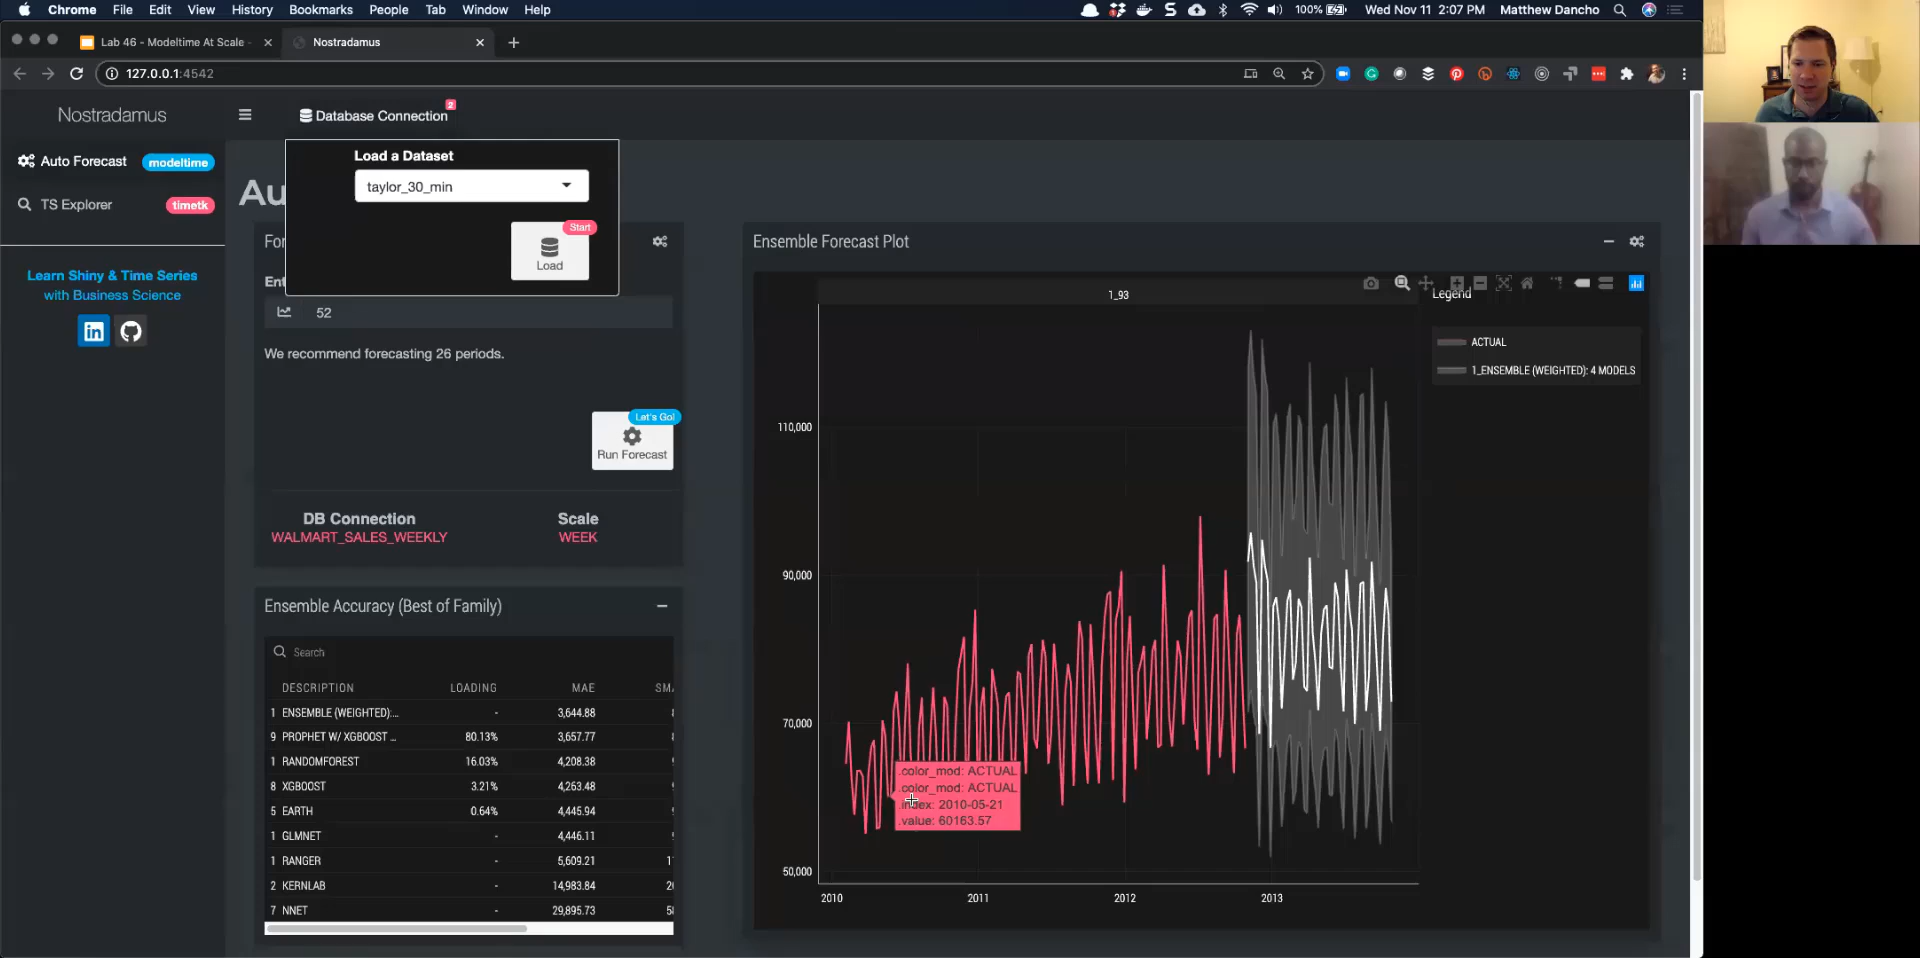 Chrome File Edit View History Bookmarks People Tab Window Help
100% Wed Nov 11 2:07 PM Matthew Dancho
Lab 46 - Modeltime At Scale -
Nostradamus
127.0.0.1:4542
Nostradamus
Database Connection
2
Auto Forecast modeltime
TS Explorer timetk
Learn Shiny & Time Series
with Business Science
Load a Dataset
taylor_30_min
Start
Load
Au
For
Ent
52
We recommend forecasting 26 periods.
Let's Go!
Run Forecast
DB Connection Scale
WALMART_SALES_WEEKLY WEEK
Ensemble Accuracy (Best of Family)
Search
DESCRIPTION LOADING MAE SM
1 ENSEMBLE (WEIGHTED):... - 3,644.88
9 PROPHET W/ XGBOOST ... 80.13% 3,657.77
1 RANDOMFOREST 16.03% 4,208.38
8 XGBOOST 3.21% 4,263.48
5 EARTH 0.64% 4,445.94
1 GLMNET - 4,446.11
1 RANGER - 5,609.21 1
2 KERNLAB - 14,983.84 2
7 NNET - 29,895.73 5
Ensemble Forecast Plot
1_93
Legend
ACTUAL
1_ENSEMBLE (WEIGHTED): 4 MODELS
110,000
90,000
70,000
50,000
.color_mod: ACTUAL
.color_mod: ACTUAL
.index: 2010-05-21
.value: 60163.57
2010 2011 2012 2013